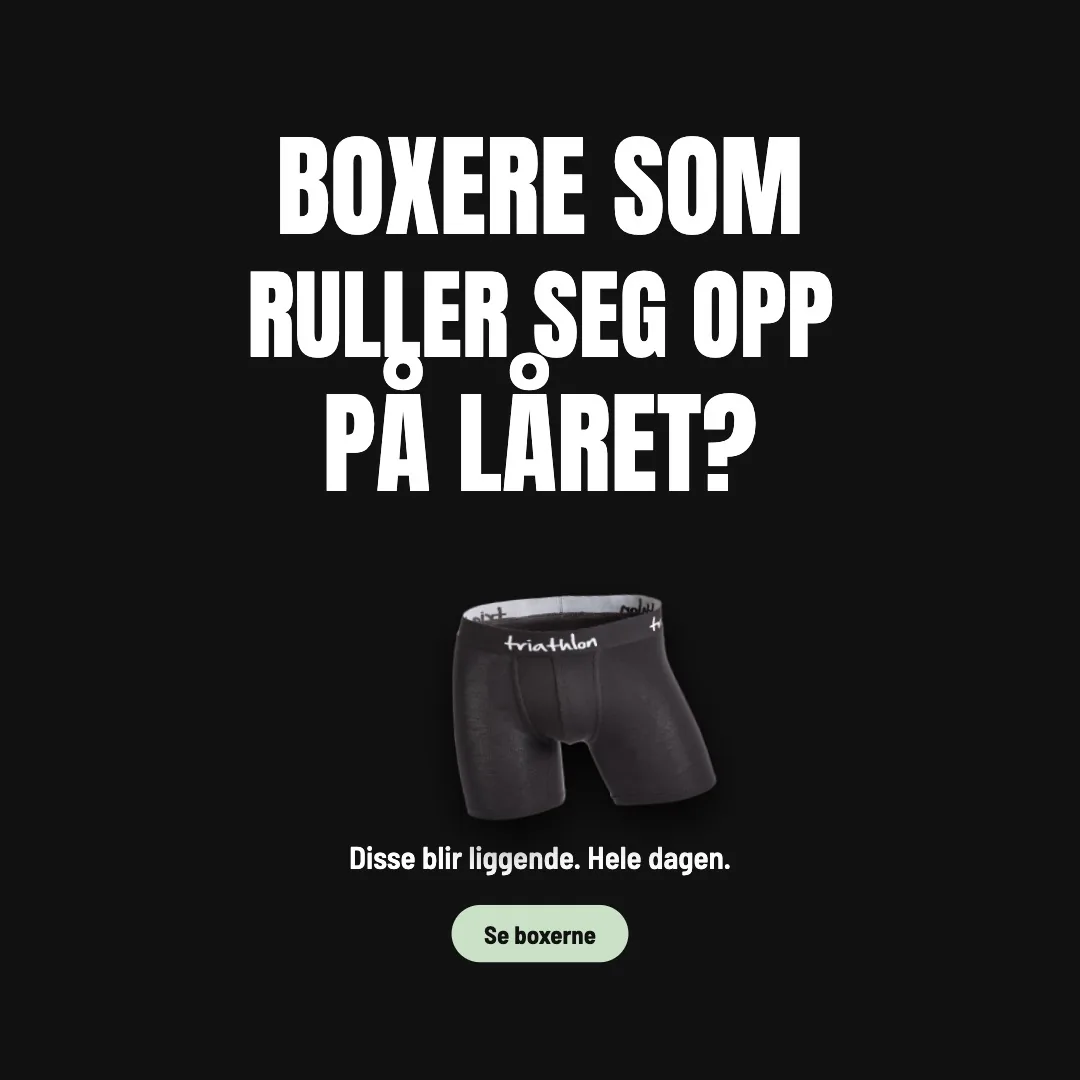 BOXERE SOM
RULLER SEG OPP
PÅ LÅRET?
triathlon
Disse blir liggende. Hele dagen.
Se boxerne